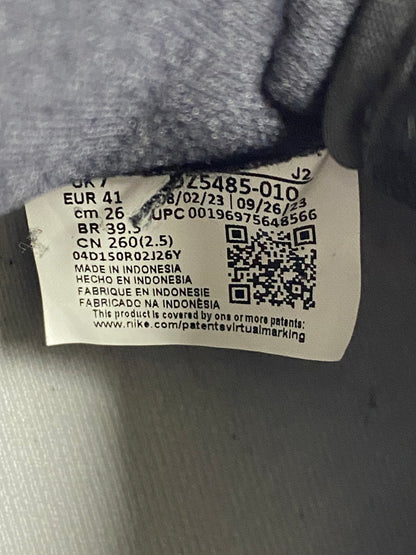 J2
UK 7 Z5485-010
EUR 41 08/02/23 | 09/26/23
cm 26 UPC 00196975648566
BR 39.5
CN 260(2.5)
04D150R02J26Y
MADE IN INDONESIA
HECHO EN INDONESIA
FABRIQUE EN INDONESIE
FABRICADO NA INDONÉSIA
This product is covered by one or more patents:
www.nike.com/patentsvirtualmarking